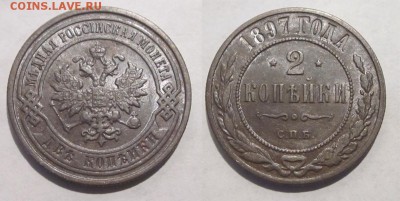 COINS.LAVE.RU
МѢДНАЯ РОССІЙСКАЯ МОНЕТА
ДВѢ КОПѢЙКИ
1897 ГОДА.
* 2 *
КОПѢЙКИ
С.П.Б.